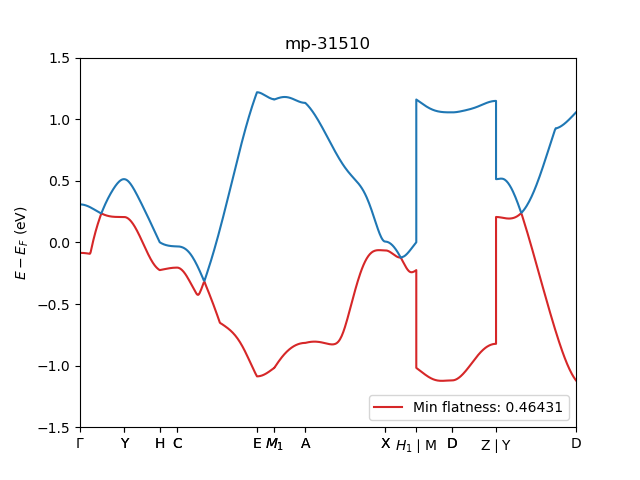 mp-31510
1.5
1.0
0.5
0.0
−0.5
−1.0
−1.5
E − E_F (eV)
Min flatness: 0.46431
Γ Y H C E M₁ A X H₁ | M D Z | Y D